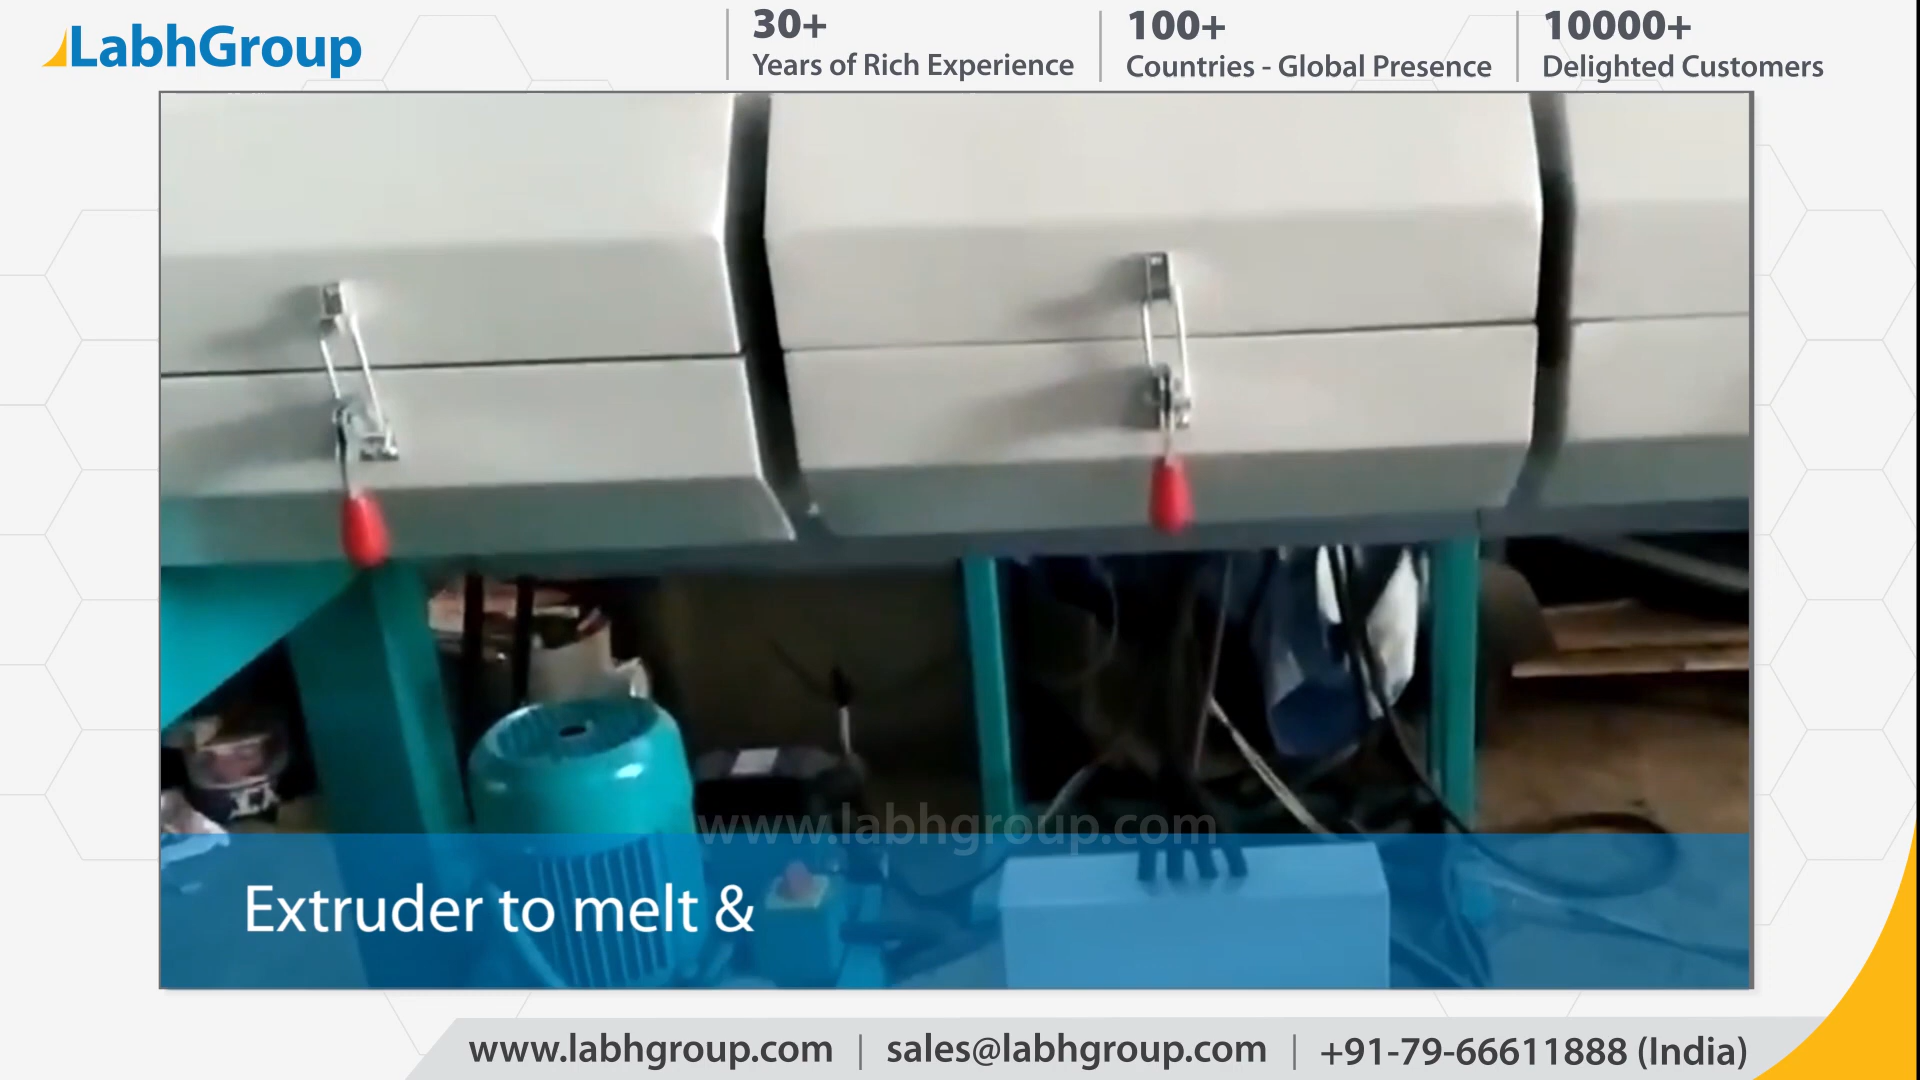 LabhGroup
30+
Years of Rich Experience
100+
Countries - Global Presence
10000+
Delighted Customers
www.labhgroup.com
Extruder to melt &
www.labhgroup.com | sales@labhgroup.com | +91-79-66611888 (India)